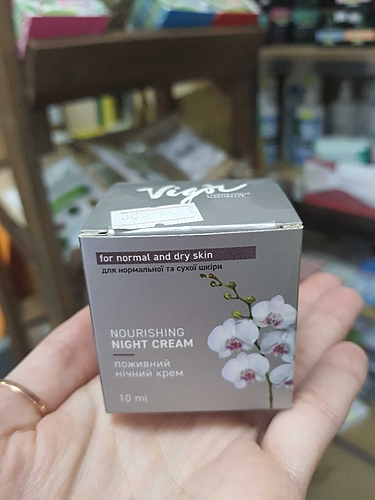 Vigor
for normal and dry skin
для нормальної та сухої шкіри
NOURISHING
NIGHT CREAM
поживний
нічний крем
10 ml